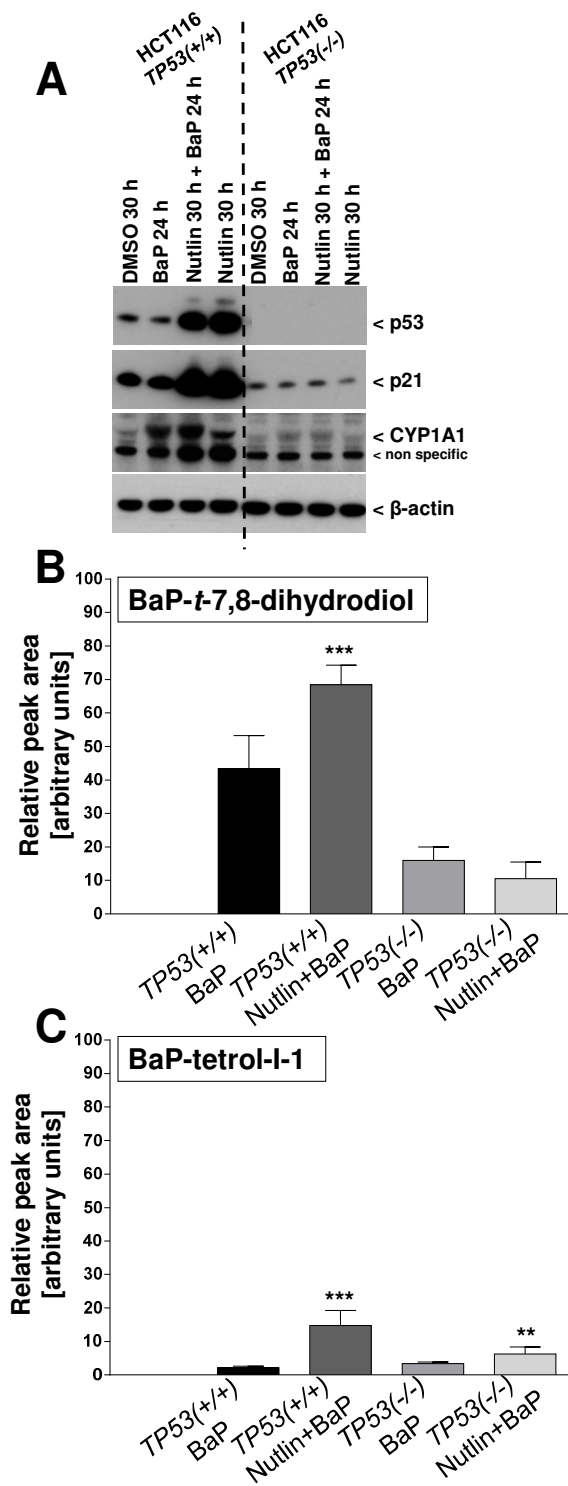 A
HCT116
TP53(+/+)
HCT116
TP53(-/-)
DMSO 30 h
BaP 24 h
Nutlin 30 h + BaP 24 h
Nutlin 30 h
DMSO 30 h
BaP 24 h
Nutlin 30 h + BaP 24 h
Nutlin 30 h
< p53
< p21
< CYP1A1
< non specific
< β-actin
B
BaP-t-7,8-dihydrodiol
Relative peak area
[arbitrary units]
100
90
80
70
60
50
40
30
20
10
0
***
TP53(+/+)
BaP
TP53(+/+)
Nutlin+BaP
TP53(-/-)
BaP
TP53(-/-)
Nutlin+BaP
C
BaP-tetrol-I-1
Relative peak area
[arbitrary units]
100
90
80
70
60
50
40
30
20
10
0
***
**
TP53(+/+)
BaP
TP53(+/+)
Nutlin+BaP
TP53(-/-)
BaP
TP53(-/-)
Nutlin+BaP